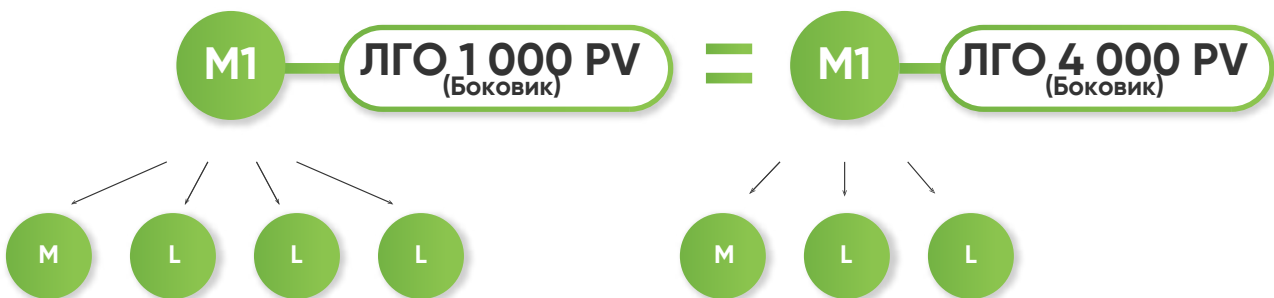 M1
ЛГО 1 000 PV
(Боковик)
=
M1
ЛГО 4 000 PV
(Боковик)
M
L
L
L
M
L
L